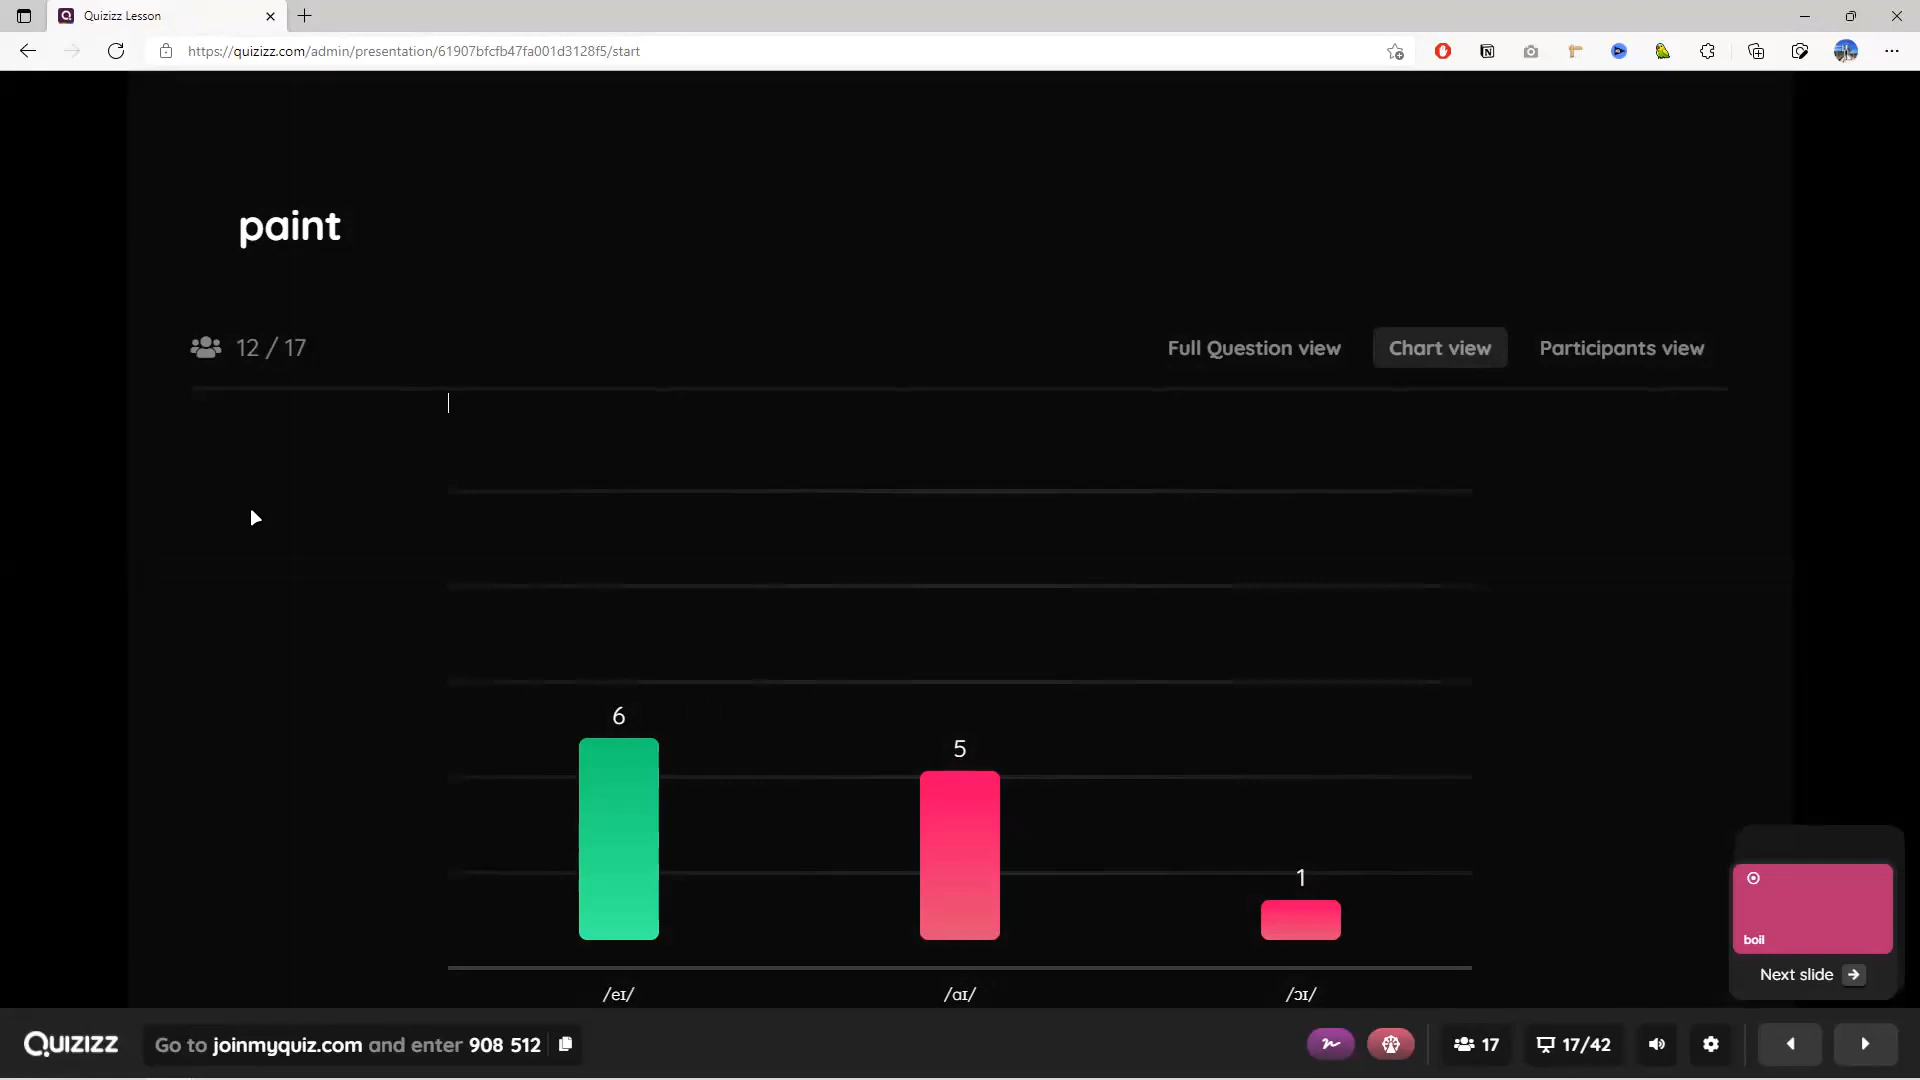 Quizizz Lesson
https://quizizz.com/admin/presentation/61907bfcfb47fa001d3128f5/start
paint
12 / 17
Full Question view
Chart view
Participants view
6
5
1
/eɪ/
/ɑɪ/
/ɔɪ/
boil
Next slide
Quizizz
Go to joinmyquiz.com and enter 908 512
17
17/42